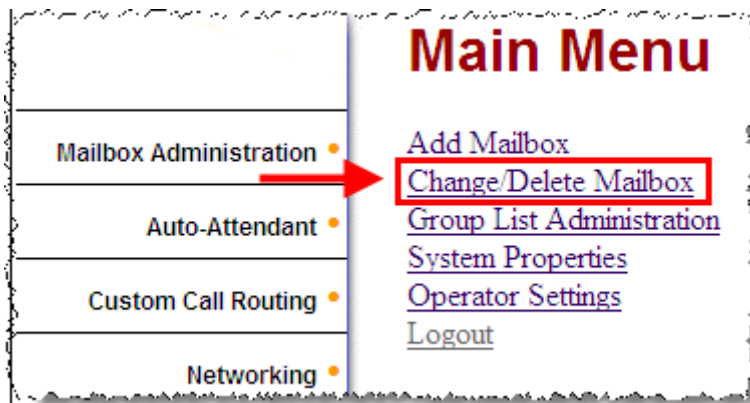 Main Menu
Mailbox Administration
Auto-Attendant
Custom Call Routing
Networking
Add Mailbox
Change/Delete Mailbox
Group List Administration
System Properties
Operator Settings
Logout